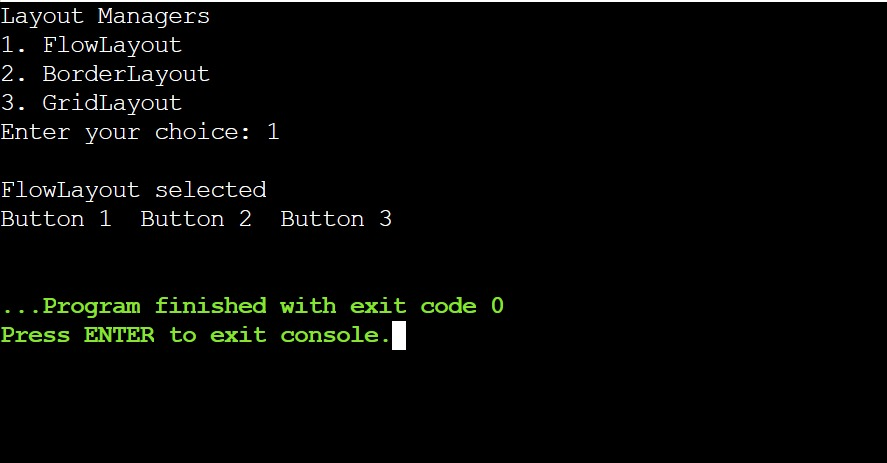 Layout Managers
1. FlowLayout
2. BorderLayout
3. GridLayout
Enter your choice: 1
FlowLayout selected
Button 1  Button 2  Button 3
...Program finished with exit code 0
Press ENTER to exit console.